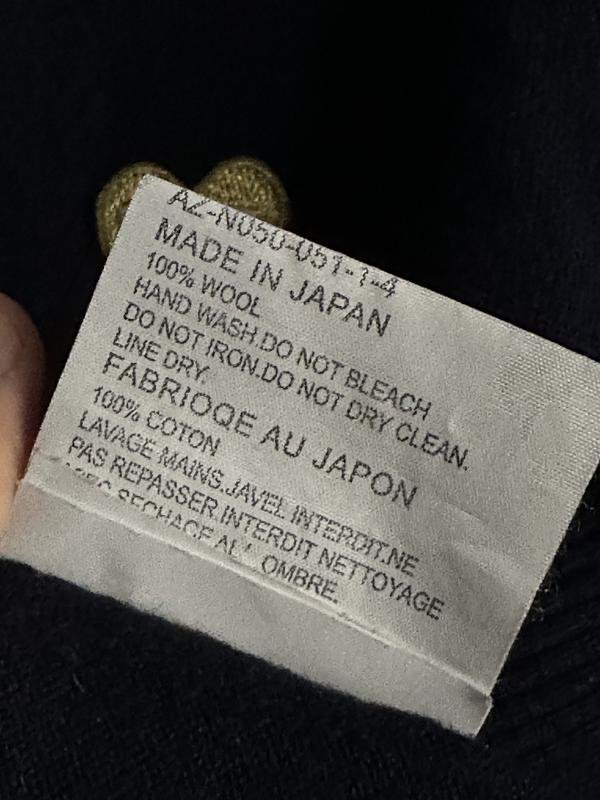 AZ-N050-051-1-4
MADE IN JAPAN
100% WOOL
HAND WASH.DO NOT BLEACH
DO NOT IRON.DO NOT DRY CLEAN.
LINE DRY.
FABRIOQE AU JAPON
100% COTON
LAVAGE MAINS.JAVEL INTERDIT.NE
PAS REPASSER.INTERDIT NETTOYAGE
SECHAGE A L' OMBRE.